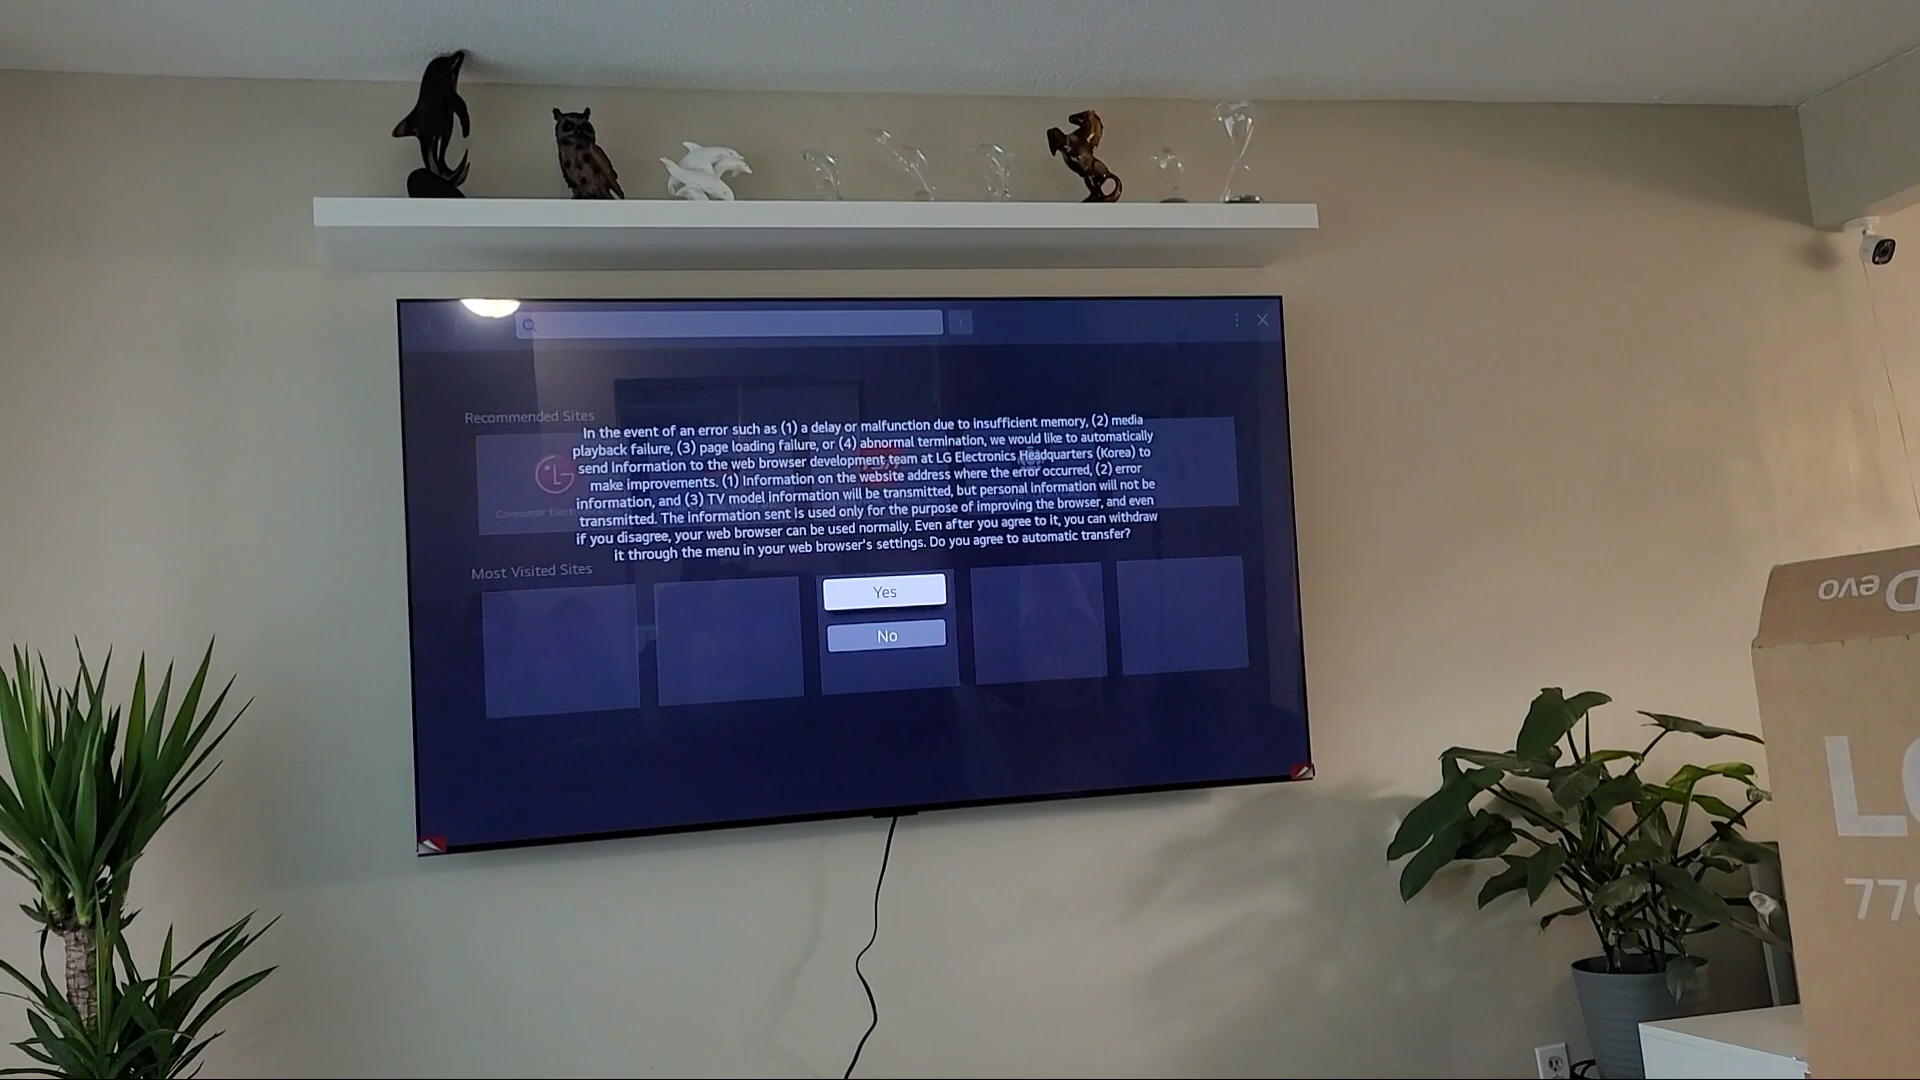 Recommended Sites
In the event of an error such as (1) a delay or malfunction due to insufficient memory, (2) media
playback failure, (3) page loading failure, or (4) abnormal termination, we would like to automatically
send information to the web browser development team at LG Electronics Headquarters (Korea) to
make improvements. (1) Information on the website address where the error occurred, (2) error
information, and (3) TV model information will be transmitted, but personal information will not be
transmitted. The information sent is used only for the purpose of improving the browser, and even
if you disagree, your web browser can be used normally. Even after you agree to it, you can withdraw
it through the menu in your web browser's settings. Do you agree to automatic transfer?
LG
Consumer
Most Visited Sites
Yes
No
evo
L
77